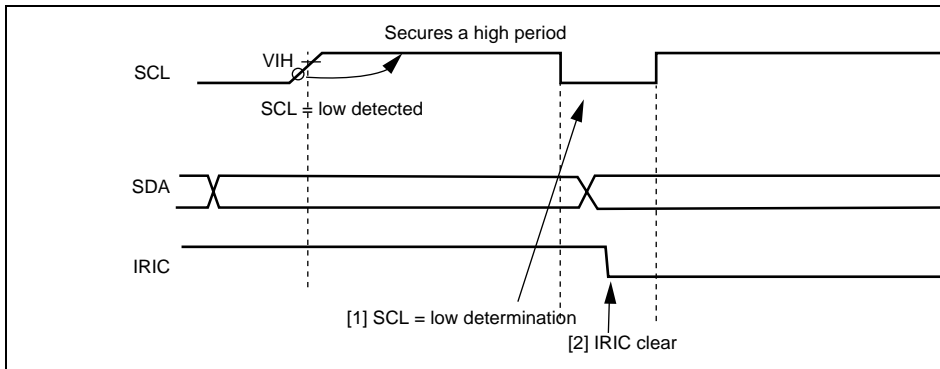 Secures a high period
VIH
SCL
SCL = low detected
SDA
IRIC
[1] SCL = low determination
[2] IRIC clear